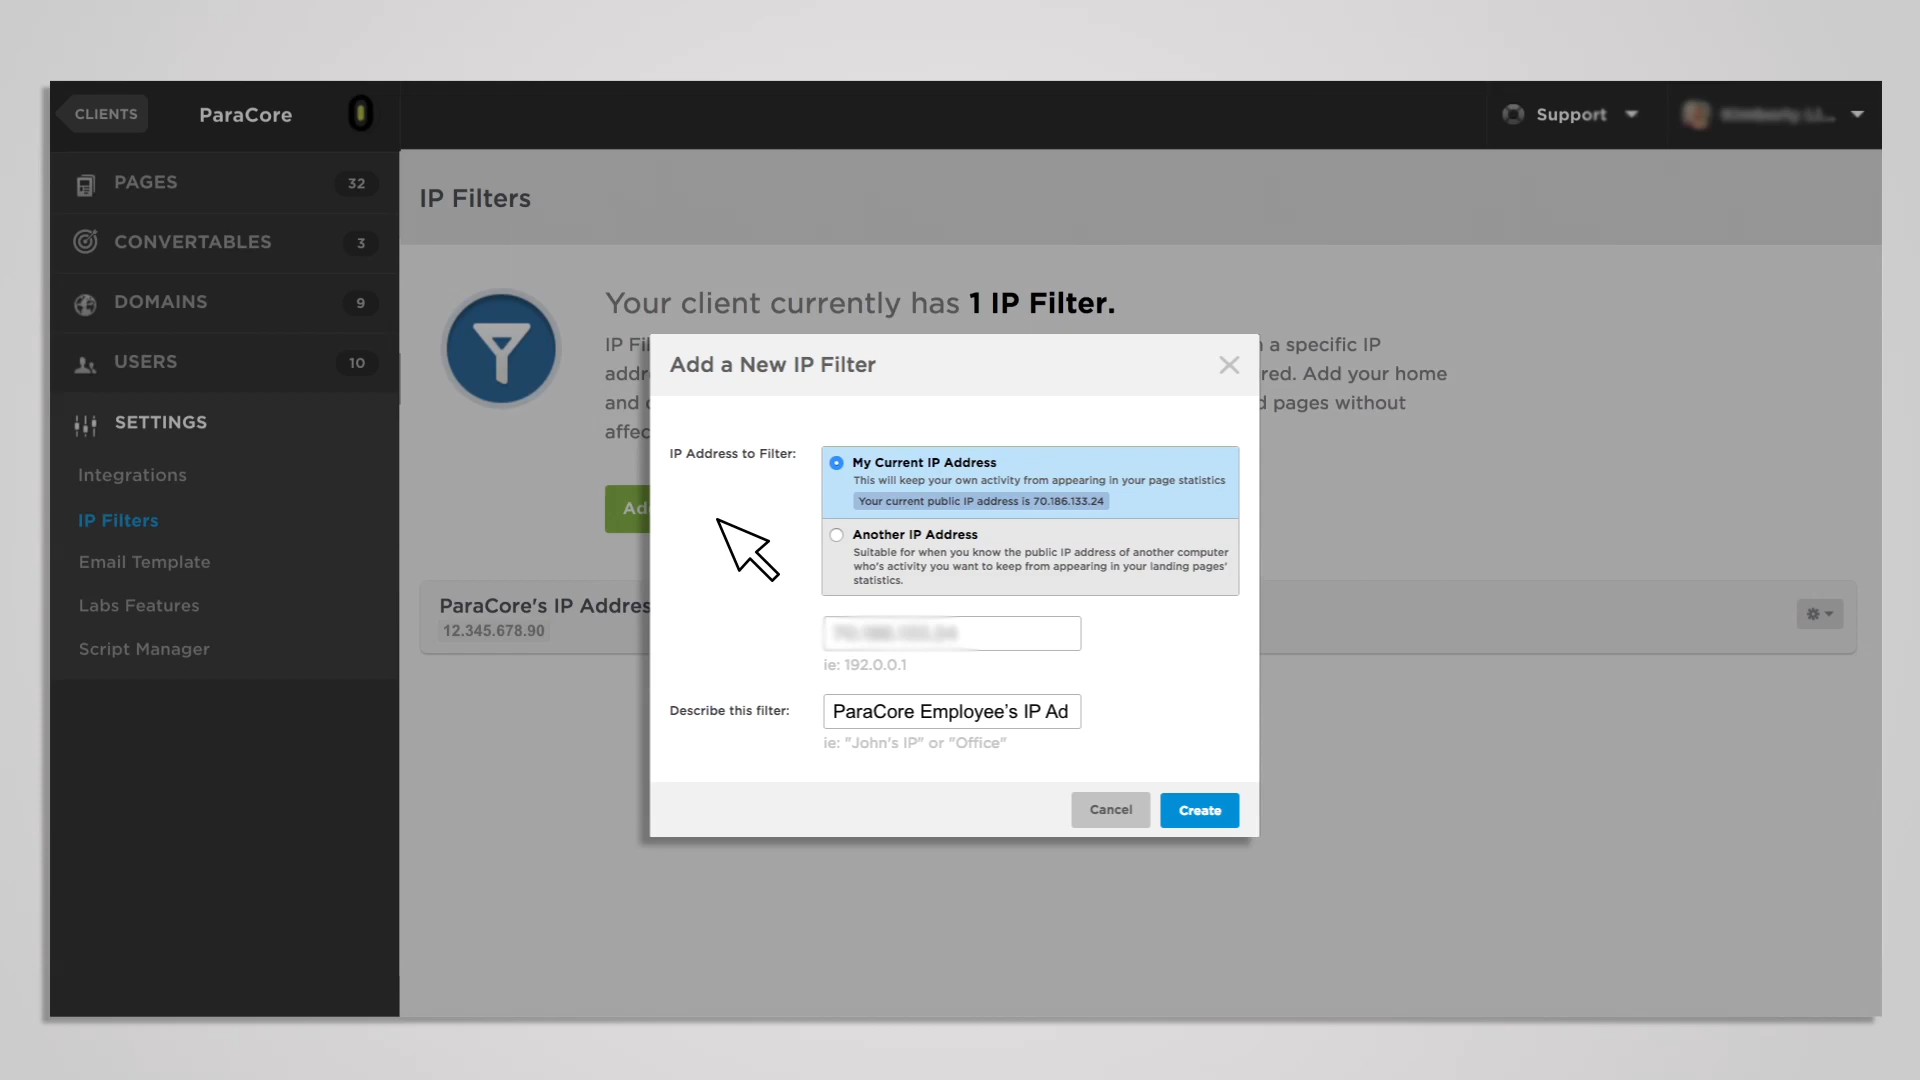 CLIENTS
ParaCore
Support
PAGES 32
CONVERTABLES 3
DOMAINS 9
USERS 10
SETTINGS
Integrations
IP Filters
Email Template
Labs Features
Script Manager
IP Filters
Your client currently has 1 IP Filter.
a specific IP
red. Add your home
and
pages without
Add a New IP Filter
IP Address to Filter:
My Current IP Address
This will keep your own activity from appearing in your page statistics
Your current public IP address is 70.186.133.24
Another IP Address
Suitable for when you know the public IP address of another computer
who's activity you want to keep from appearing in your landing pages'
statistics.
ie: 192.0.0.1
Describe this filter:
ParaCore Employee’s IP Ad
ie: "John's IP" or "Office"
Cancel
Create
ParaCore's IP Addres
12.345.678.90